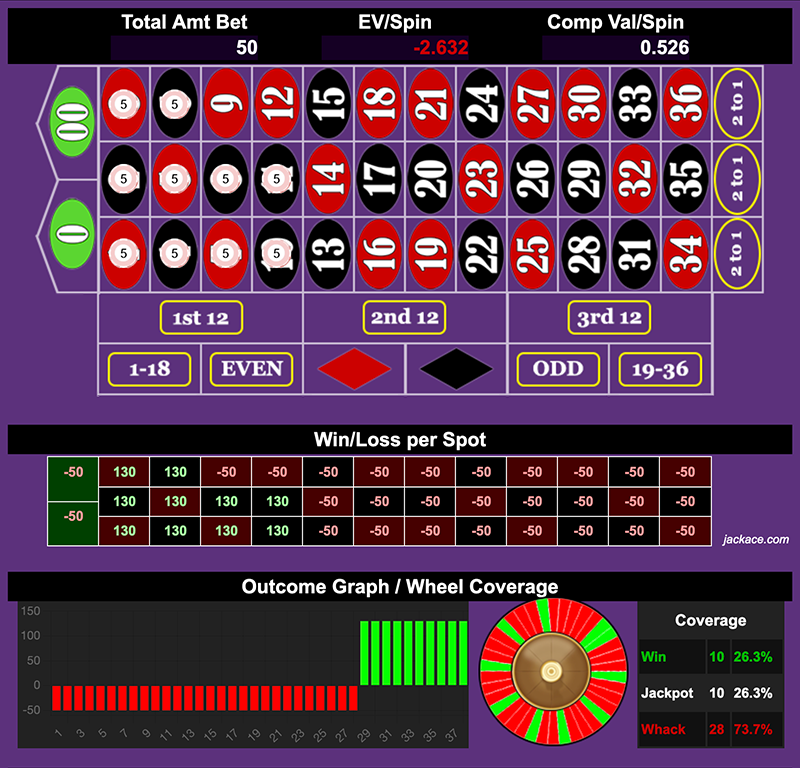 Total Amt Bet EV/Spin Comp Val/Spin
50 -2.632 0.526
00 5 5 9 12 15 18 21 24 27 30 33 36 2 to 1
5 5 5 5 14 17 20 23 26 29 32 35 2 to 1
0 5 5 5 5 13 16 19 22 25 28 31 34 2 to 1
1st 12 2nd 12 3rd 12
1-18 EVEN ODD 19-36
Win/Loss per Spot
-50 130 130 -50 -50 -50 -50 -50 -50 -50 -50 -50 -50
130 130 130 130 -50 -50 -50 -50 -50 -50 -50 -50
-50 130 130 130 130 -50 -50 -50 -50 -50 -50 -50 -50
jackace.com
Outcome Graph / Wheel Coverage
150
100
50
0
-50
1 3 5 7 9 11 13 15 17 19 21 23 25 27 29 31 33 35 37
Coverage
Win 10 26.3%
Jackpot 10 26.3%
Whack 28 73.7%